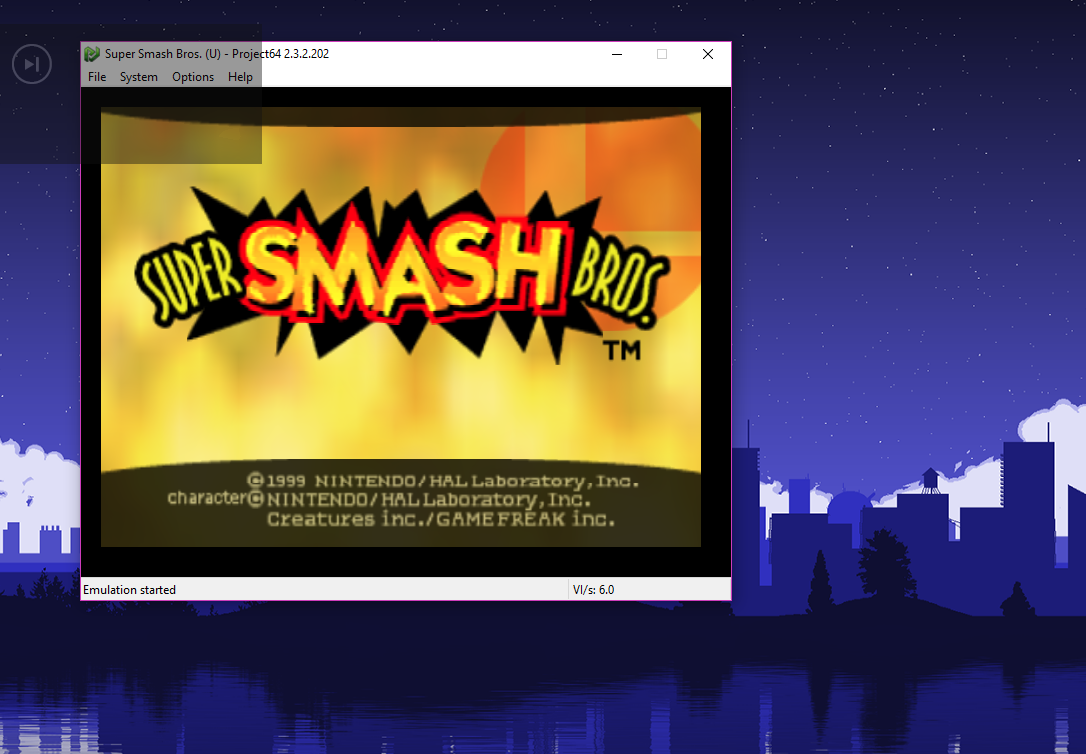 Super Smash Bros. (U) - Project64 2.3.2.202
File System Options Help
SUPER SMASH BROS.
TM
©1999 NINTENDO/HAL Laboratory,Inc.
character©NINTENDO/HAL Laboratory,Inc.
Creatures inc./GAMEFREAK inc.
Emulation started VI/s: 6.0